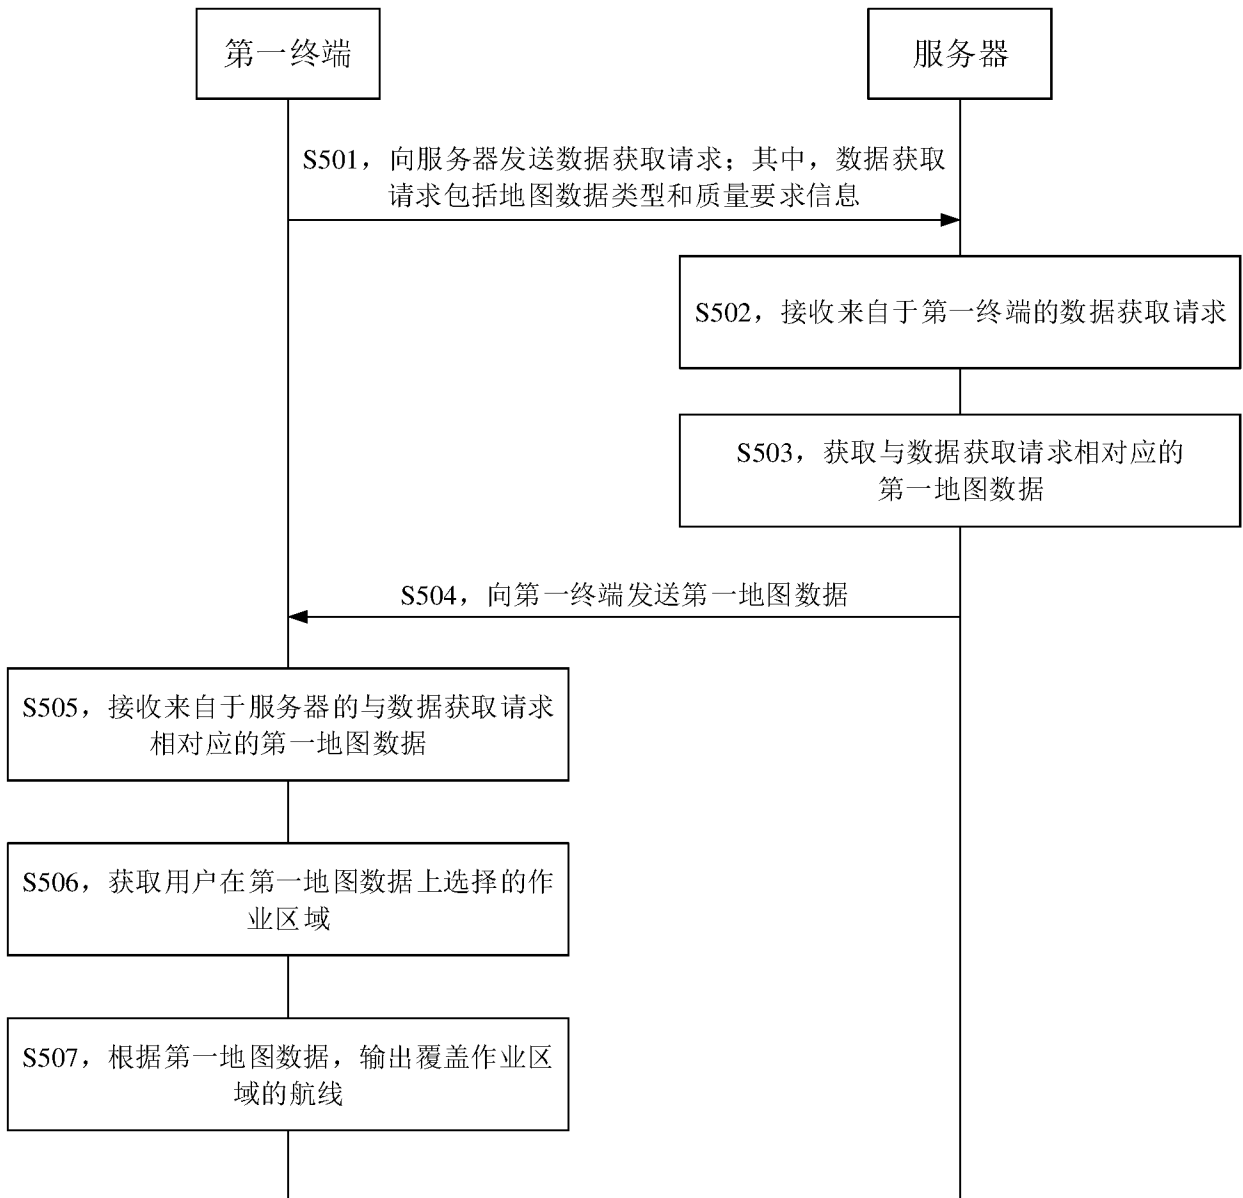 第一终端
服务器
S501，向服务器发送数据获取请求；其中，数据获取
请求包括地图数据类型和质量要求信息
S502，接收来自于第一终端的数据获取请求
S503，获取与数据获取请求相对应的
第一地图数据
S504，向第一终端发送第一地图数据
S505，接收来自于服务器的与数据获取请求
相对应的第一地图数据
S506，获取用户在第一地图数据上选择的作
业区域
S507，根据第一地图数据，输出覆盖作业区
域的航线